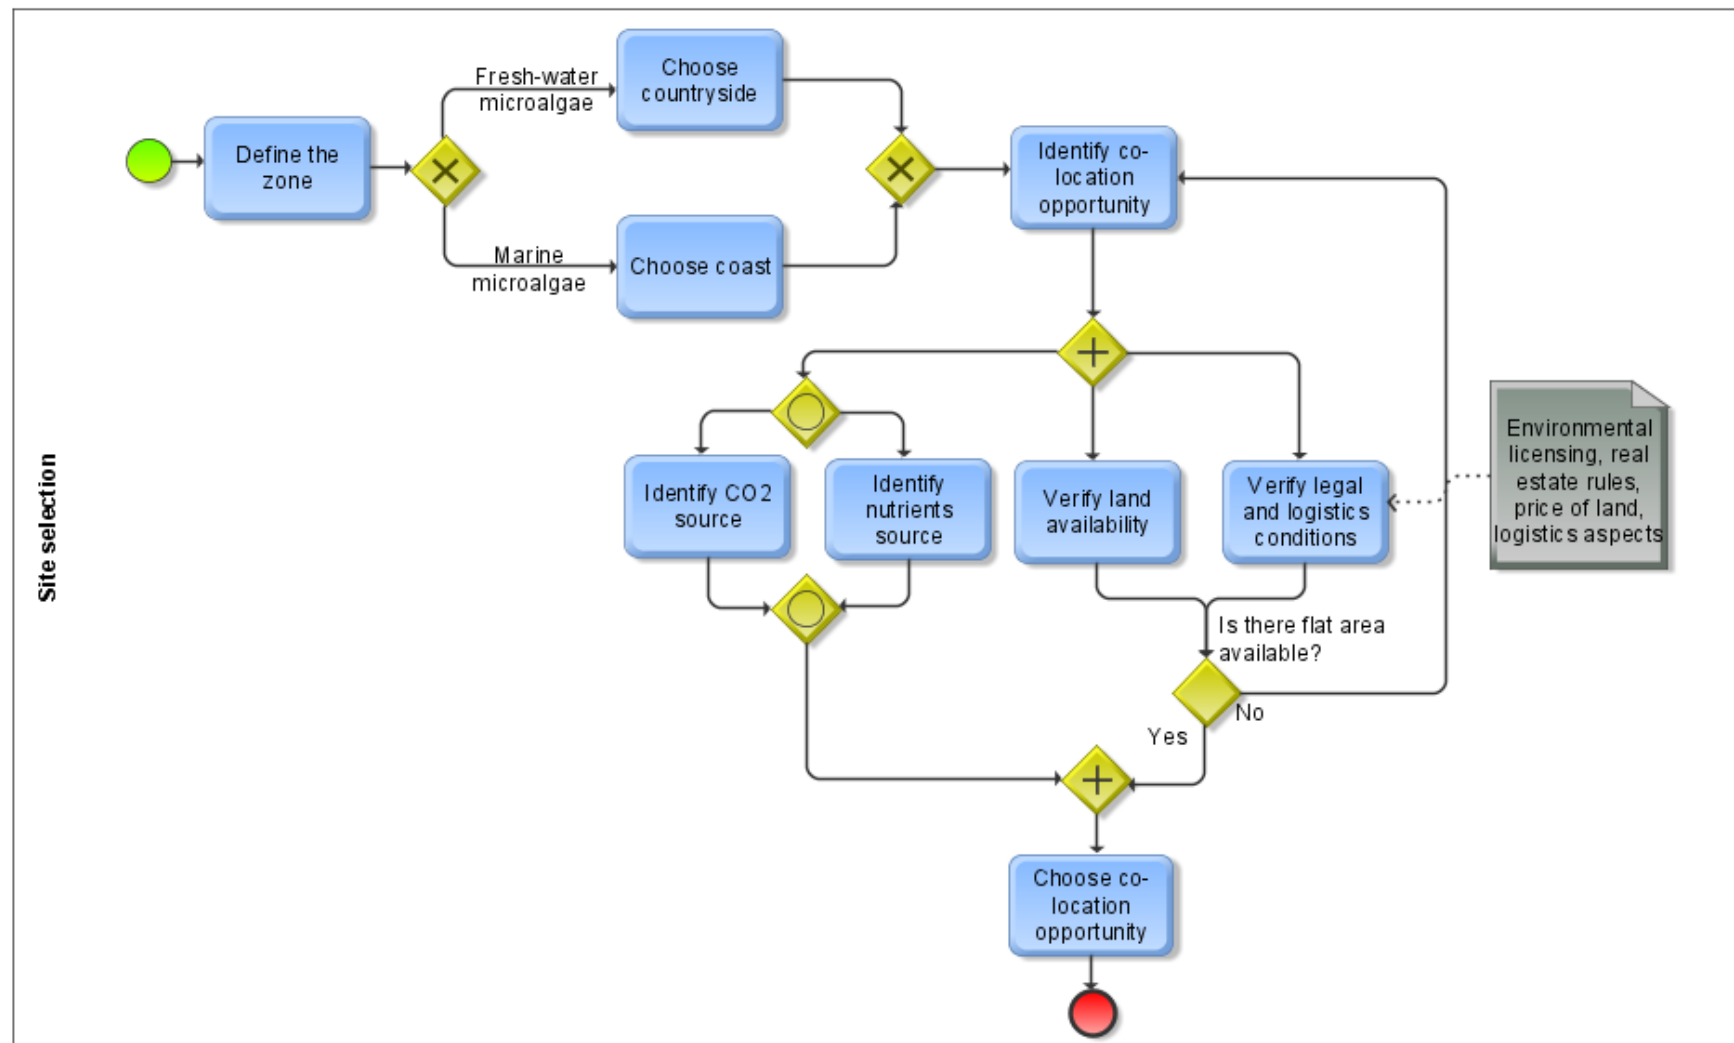 Site selection
Define the
zone
Fresh-water
microalgae
Marine
microalgae
Choose
countryside
Choose coast
Identify co-
location
opportunity
Identify CO2
source
Identify
nutrients
source
Verify land
availability
Verify legal
and logistics
conditions
Environmental
licensing, real
estate rules,
price of land,
logistics aspects
Is there flat area
available?
No
Yes
Choose co-
location
opportunity